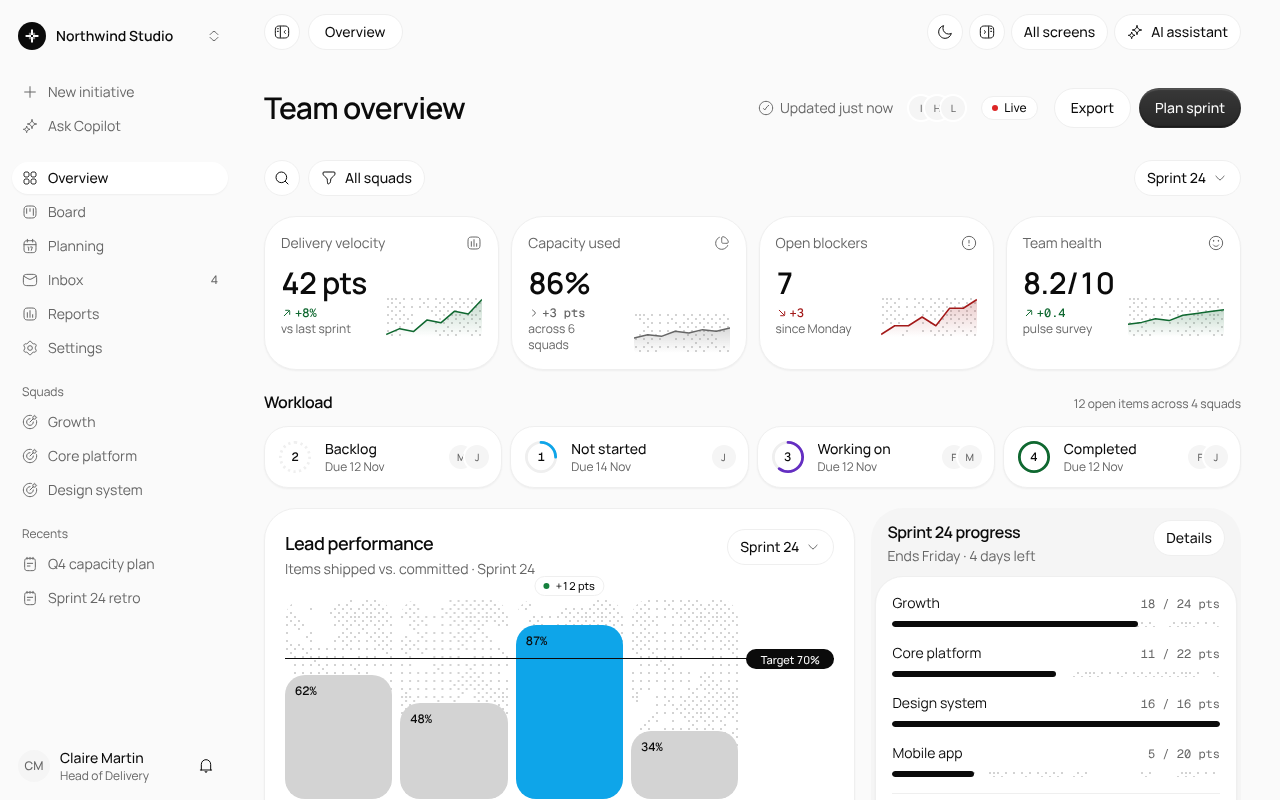 Northwind Studio
Overview
All screens
AI assistant
New initiative
Ask Copilot
Overview
Board
Planning
Inbox 4
Reports
Settings
Squads
Growth
Core platform
Design system
Recents
Q4 capacity plan
Sprint 24 retro
CM
Claire Martin
Head of Delivery
Team overview
Updated just now
I H L
Live
Export
Plan sprint
All squads
Sprint 24
Delivery velocity
42 pts
+8%
vs last sprint
Capacity used
86%
+3 pts
across 6
squads
Open blockers
7
+3
since Monday
Team health
8.2/10
+0.4
pulse survey
Workload
12 open items across 4 squads
2
Backlog
Due 12 Nov
M J
1
Not started
Due 14 Nov
J
3
Working on
Due 12 Nov
F M
4
Completed
Due 12 Nov
F J
Lead performance
Items shipped vs. committed · Sprint 24
Sprint 24
+12 pts
87%
Target 70%
62%
48%
34%
Sprint 24 progress
Ends Friday · 4 days left
Details
Growth 18 / 24 pts
Core platform 11 / 22 pts
Design system 16 / 16 pts
Mobile app 5 / 20 pts